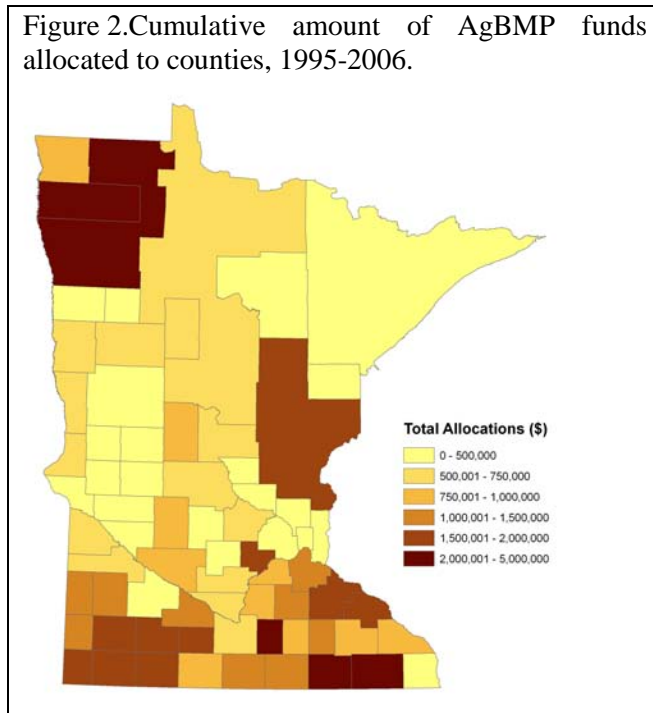 Figure 2.Cumulative amount of AgBMP funds
allocated to counties, 1995-2006.
Total Allocations ($)
0 - 500,000
500,001 - 750,000
750,001 - 1,000,000
1,000,001 - 1,500,000
1,500,001 - 2,000,000
2,000,001 - 5,000,000